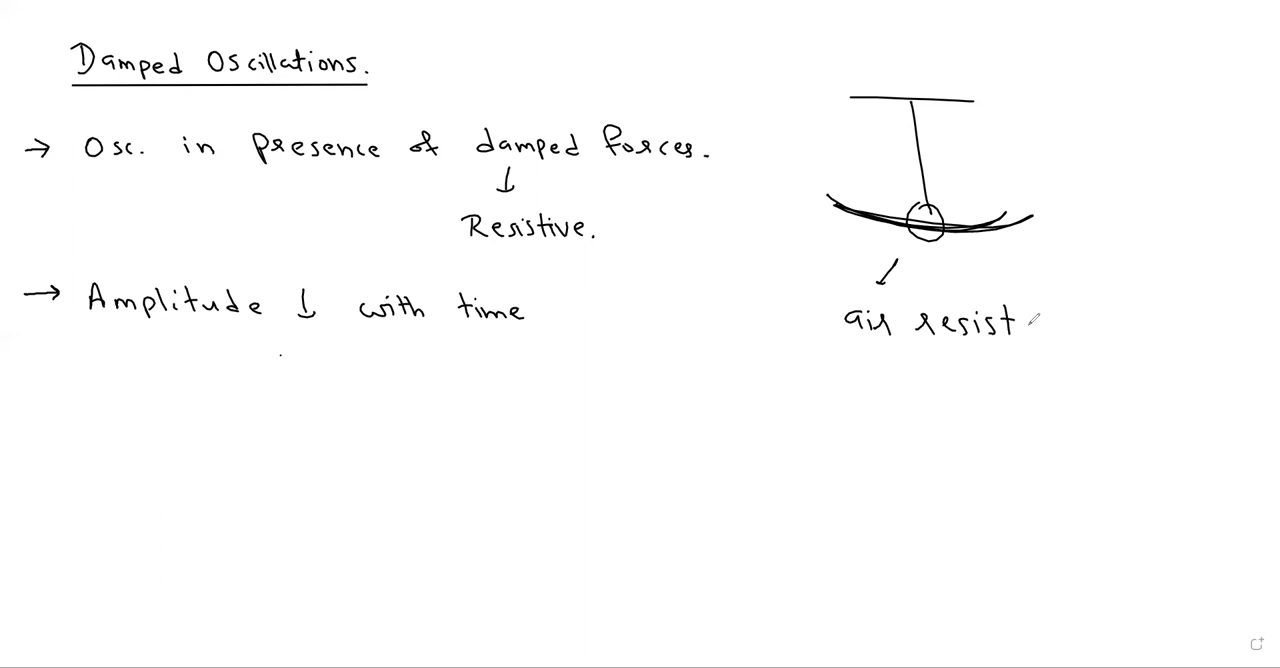 Damped Oscillations.
→ Osc. in presence of damped forces.
↓
Resistive.
→ Amplitude ↓ with time
↙
air resist